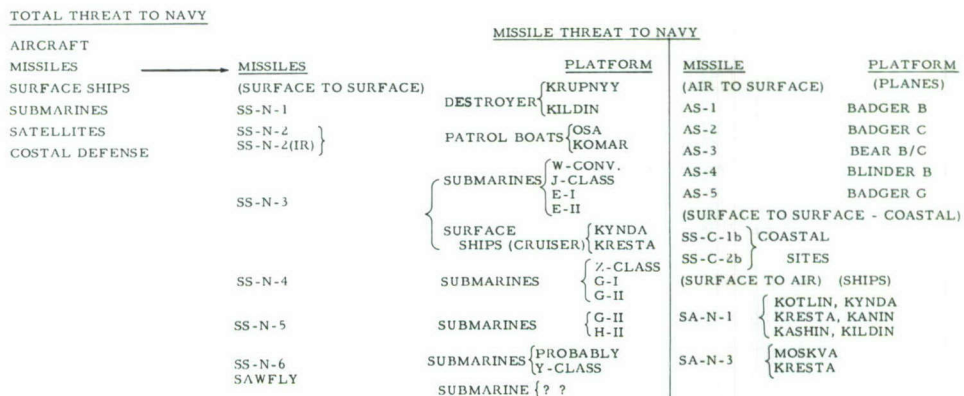 TOTAL THREAT TO NAVY
AIRCRAFT
MISSILES
SURFACE SHIPS
SUBMARINES
SATELLITES
COSTAL DEFENSE
MISSILE THREAT TO NAVY
MISSILES PLATFORM
(SURFACE TO SURFACE)
SS-N-1 DESTROYER { KRUPNYY
KILDIN
SS-N-2
SS-N-2(IR) } PATROL BOATS { OSA
KOMAR
SS-N-3 { SUBMARINES { W-CONV.
J-CLASS
E-I
E-II
SURFACE
SHIPS (CRUISER) { KYNDA
KRESTA
SS-N-4 SUBMARINES { Z-CLASS
G-I
G-II
SS-N-5 SUBMARINES { G-II
H-II
SS-N-6
SAWFLY SUBMARINES { PROBABLY
Y-CLASS
SUBMARINE { ? ?
MISSILE PLATFORM
(AIR TO SURFACE) (PLANES)
AS-1 BADGER B
AS-2 BADGER C
AS-3 BEAR B/C
AS-4 BLINDER B
AS-5 BADGER G
(SURFACE TO SURFACE - COASTAL)
SS-C-1b } COASTAL
SS-C-2b } SITES
(SURFACE TO AIR) (SHIPS)
SA-N-1 { KOTLIN, KYNDA
KRESTA, KANIN
KASHIN, KILDIN
SA-N-3 { MOSKVA
KRESTA